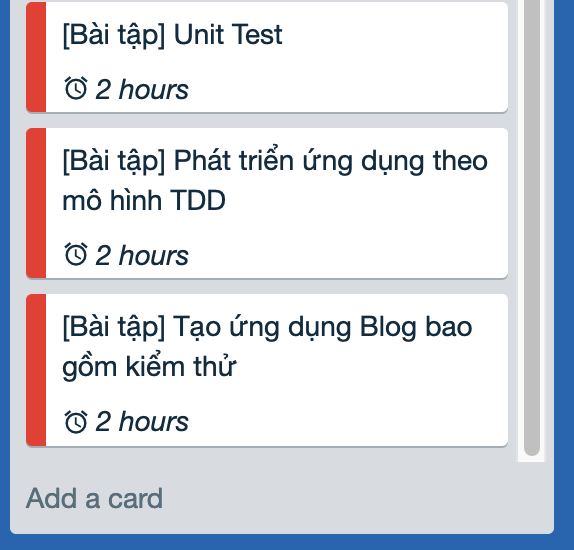 [Bài tập] Unit Test
2 hours
[Bài tập] Phát triển ứng dụng theo
mô hình TDD
2 hours
[Bài tập] Tạo ứng dụng Blog bao
gồm kiểm thử
2 hours
Add a card